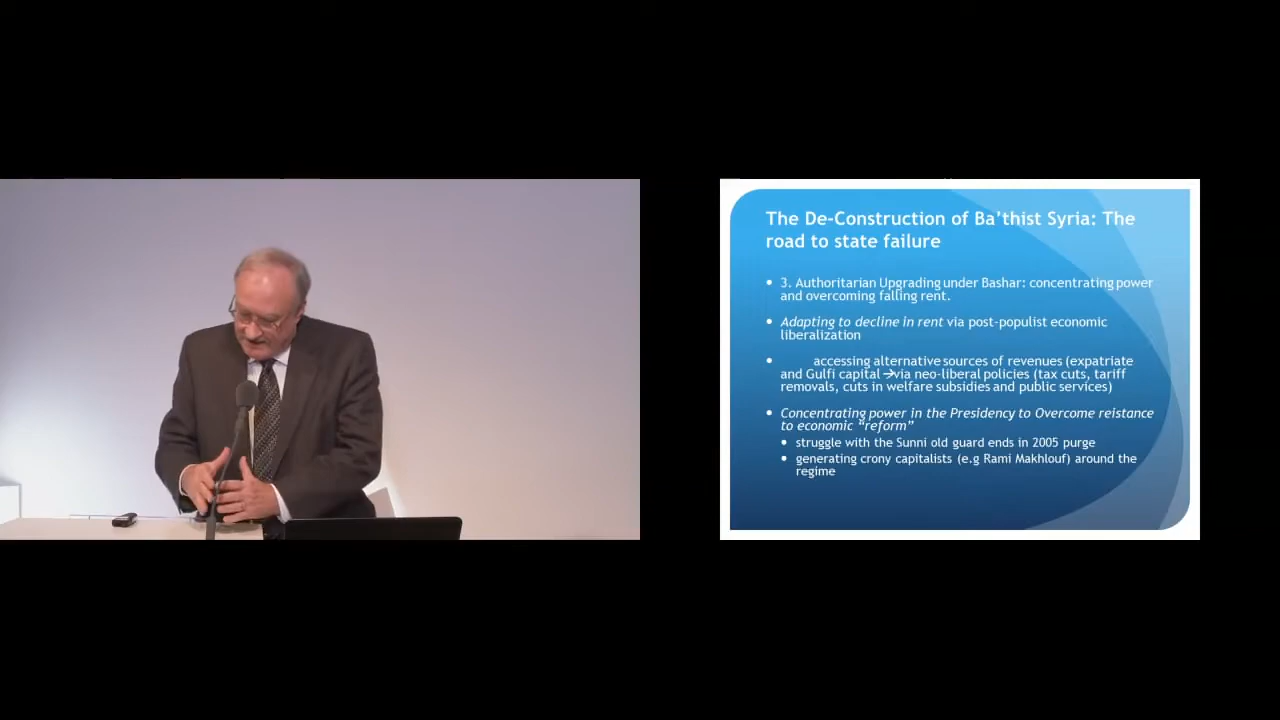 The De-Construction of Ba’thist Syria: The
road to state failure
• 3. Authoritarian Upgrading under Bashar: concentrating power
and overcoming falling rent.
• Adapting to decline in rent via post-populist economic
liberalization
• accessing alternative sources of revenues (expatriate
and Gulfi capital →via neo-liberal policies (tax cuts, tariff
removals, cuts in welfare subsidies and public services)
• Concentrating power in the Presidency to Overcome reistance
to economic “reform”
• struggle with the Sunni old guard ends in 2005 purge
• generating crony capitalists (e.g Rami Makhlouf) around the
regime